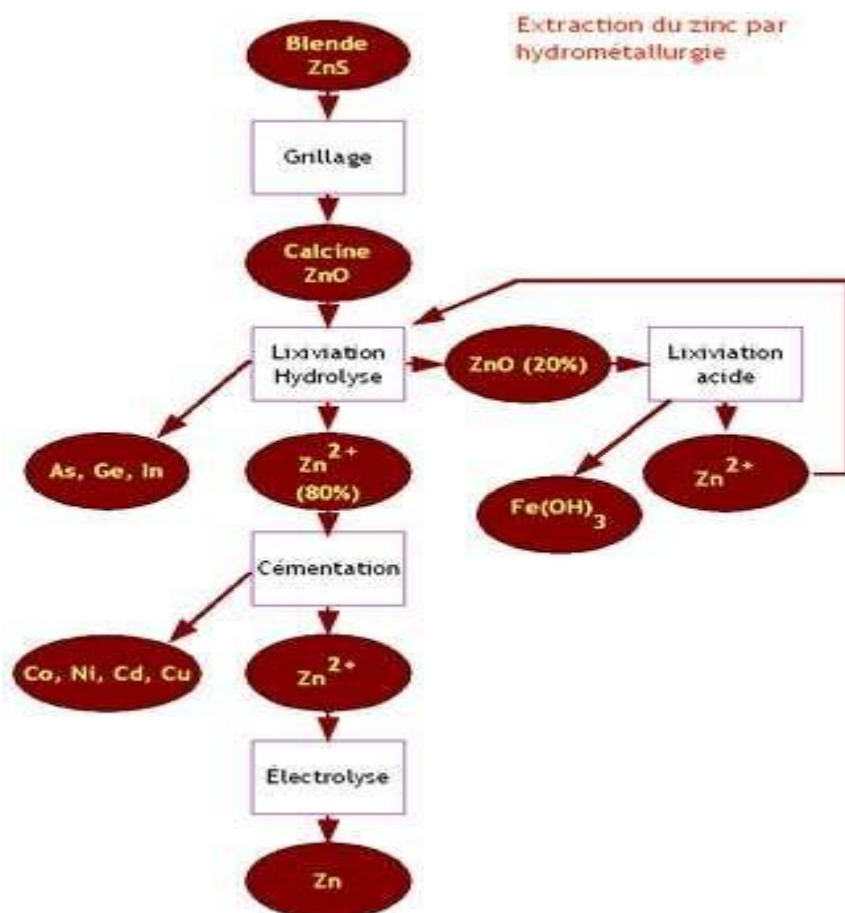 Extraction du zinc par
hydrométallurgie
Blende
ZnS
Grillage
Calcine
ZnO
Lixiviation
Hydrolyse
ZnO (20%)
Lixiviation
acide
As, Ge, In
Zn²⁺
(80%)
Fe(OH)₃
Zn²⁺
Cémentation
Co, Ni, Cd, Cu
Zn²⁺
Électrolyse
Zn